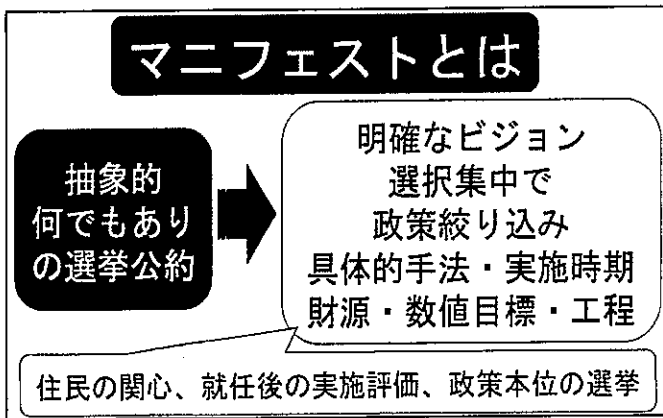 マニフェストとは
抽象的
何でもあり
の選挙公約
明確なビジョン
選択集中で
政策絞り込み
具体的手法・実施時期
財源・数値目標・工程
住民の関心、就任後の実施評価、政策本位の選挙